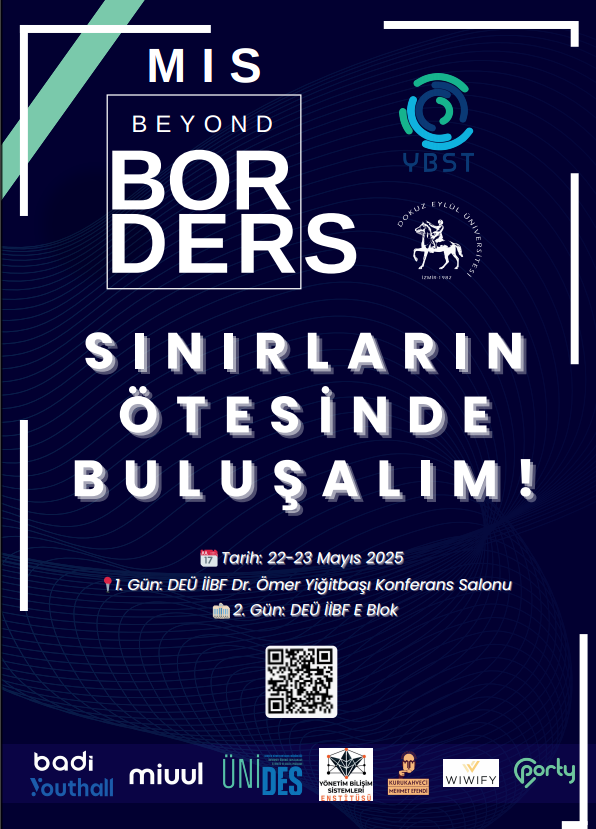 MIS
BEYOND
BOR
DERS
YBST
DOKUZ EYLÜL ÜNİVERSİTESİ
İZMİR-1982
SINIRLARIN
ÖTESİNDE
BULUŞALIM!
17
Tarih: 22-23 Mayıs 2025
1. Gün: DEÜ İİBF Dr. Ömer Yiğitbaşı Konferans Salonu
2. Gün: DEÜ İİBF E Blok
badi
Youthall
miuul
ÜNİDES
YÖNETİM BİLİŞİM
SİSTEMLERİ
ENSTİTÜSÜ
KURUKAHVECİ
MEHMET EFENDİ
WIWIFY
porty